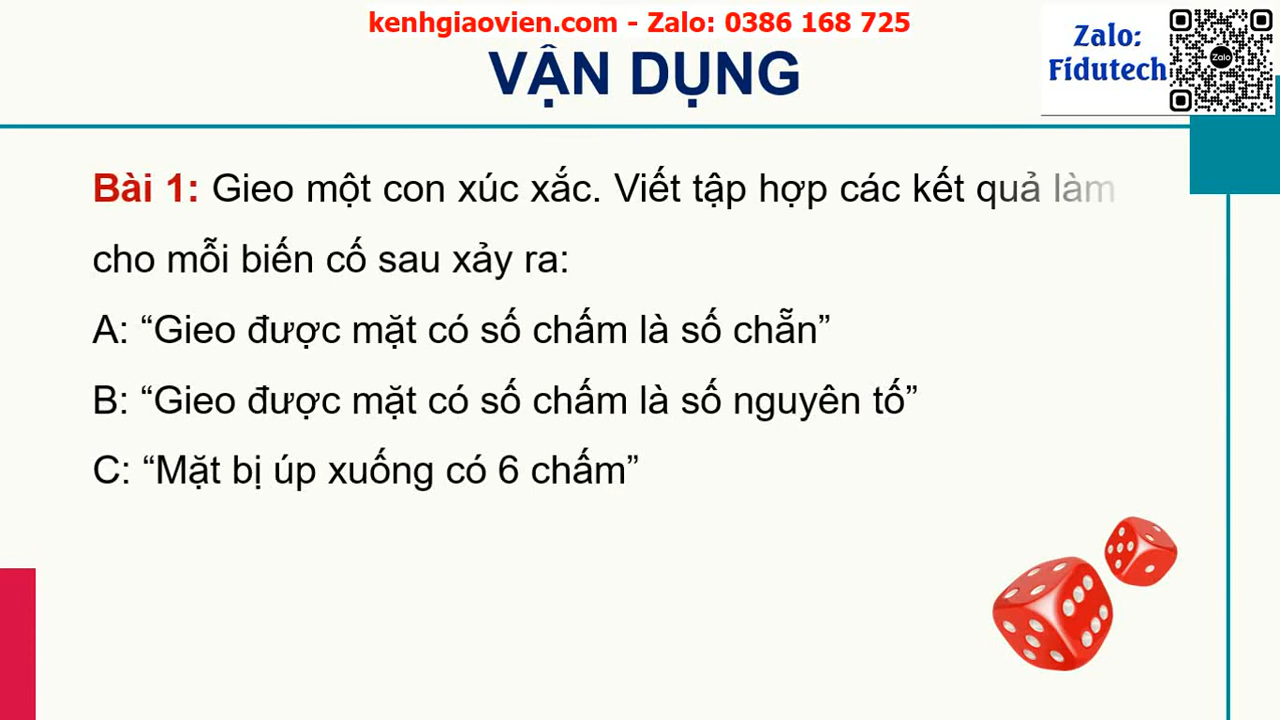 kenhgiaovien.com - Zalo: 0386 168 725
Zalo:
Fidutech
Zalo
VẬN DỤNG
Bài 1: Gieo một con xúc xắc. Viết tập hợp các kết quả làm
cho mỗi biến cố sau xảy ra:
A: “Gieo được mặt có số chấm là số chẵn”
B: “Gieo được mặt có số chấm là số nguyên tố”
C: “Mặt bị úp xuống có 6 chấm”